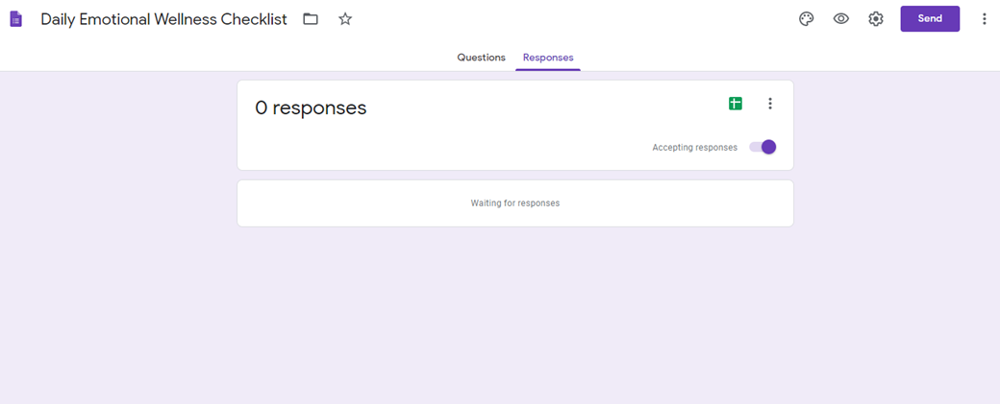 Daily Emotional Wellness Checklist
Send
Questions Responses
0 responses
Accepting responses
Waiting for responses